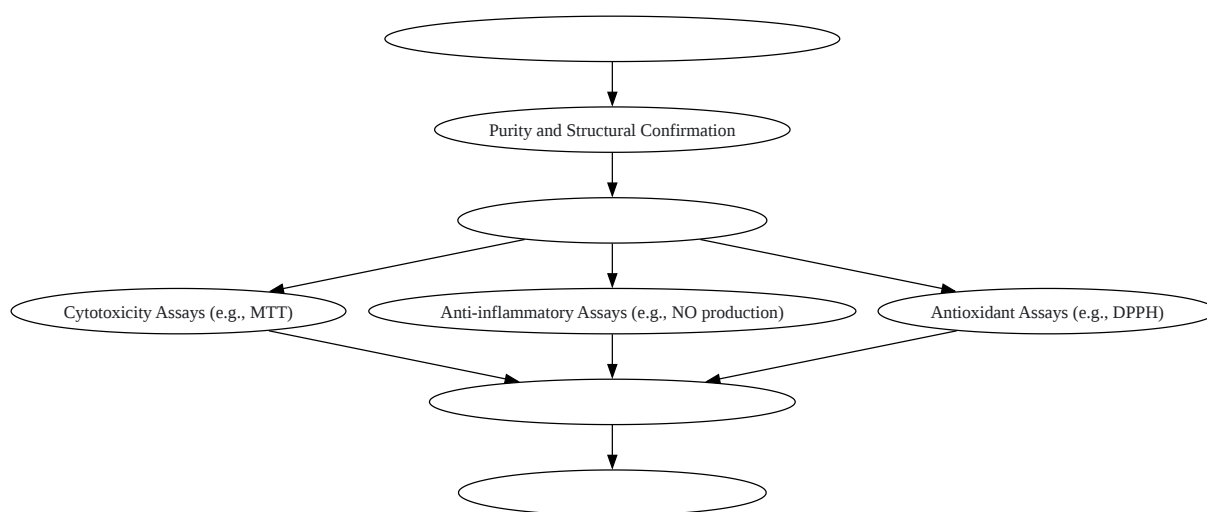 Purity and Structural Confirmation
Cytotoxicity Assays (e.g., MTT)
Anti-inflammatory Assays (e.g., NO production)
Antioxidant Assays (e.g., DPPH)